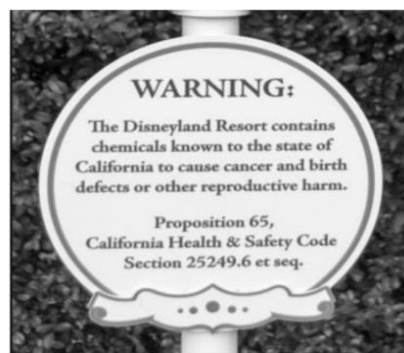 WARNING:
The Disneyland Resort contains
chemicals known to the state of
California to cause cancer and birth
defects or other reproductive harm.
Proposition 65,
California Health & Safety Code
Section 25249.6 et seq.